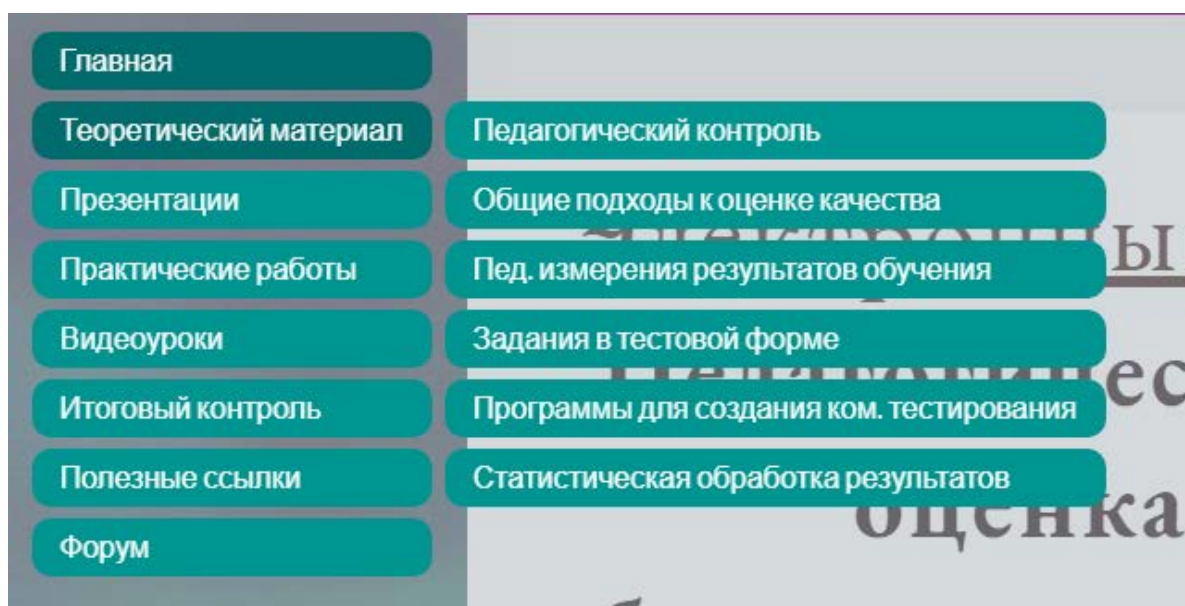 Главная
Теоретический материал
Педагогический контроль
Презентации
Общие подходы к оценке качества
Практические работы
Пед. измерения результатов обучения
Видеоуроки
Задания в тестовой форме
Итоговый контроль
Программы для создания ком. тестирования
Полезные ссылки
Статистическая обработка результатов
Форум
оценка